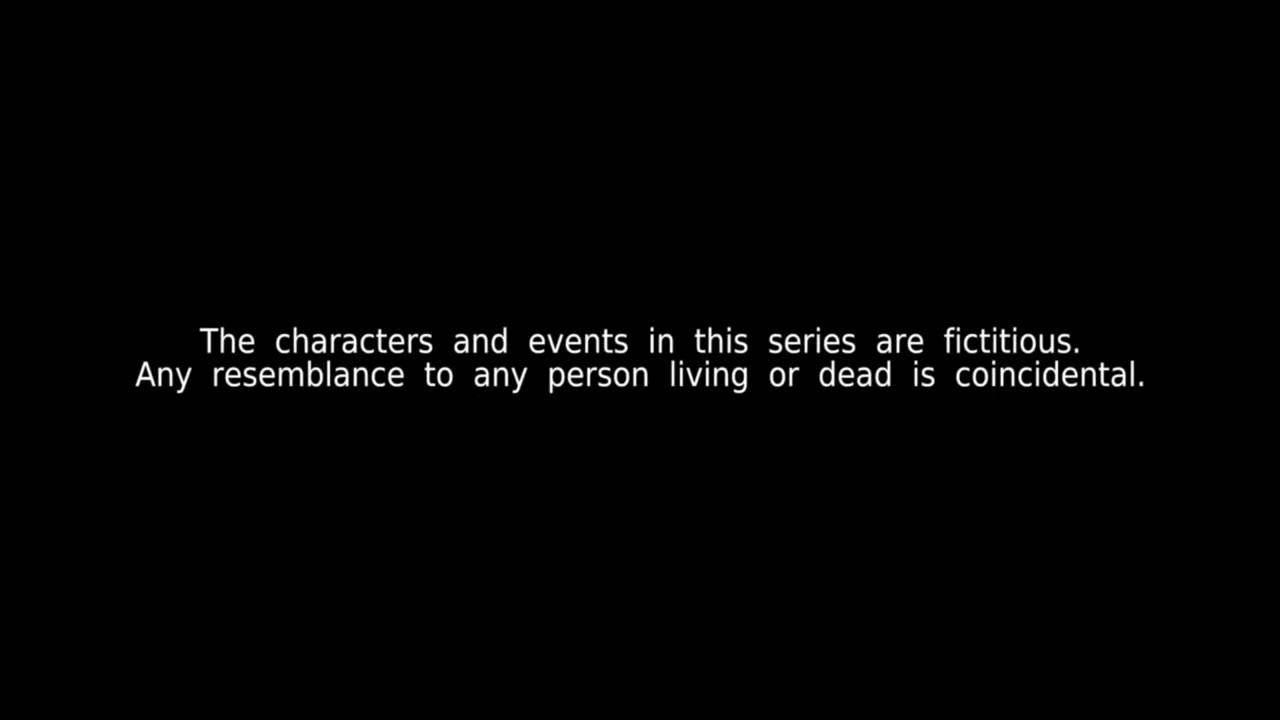 The characters and events in this series are fictitious.
Any resemblance to any person living or dead is coincidental.